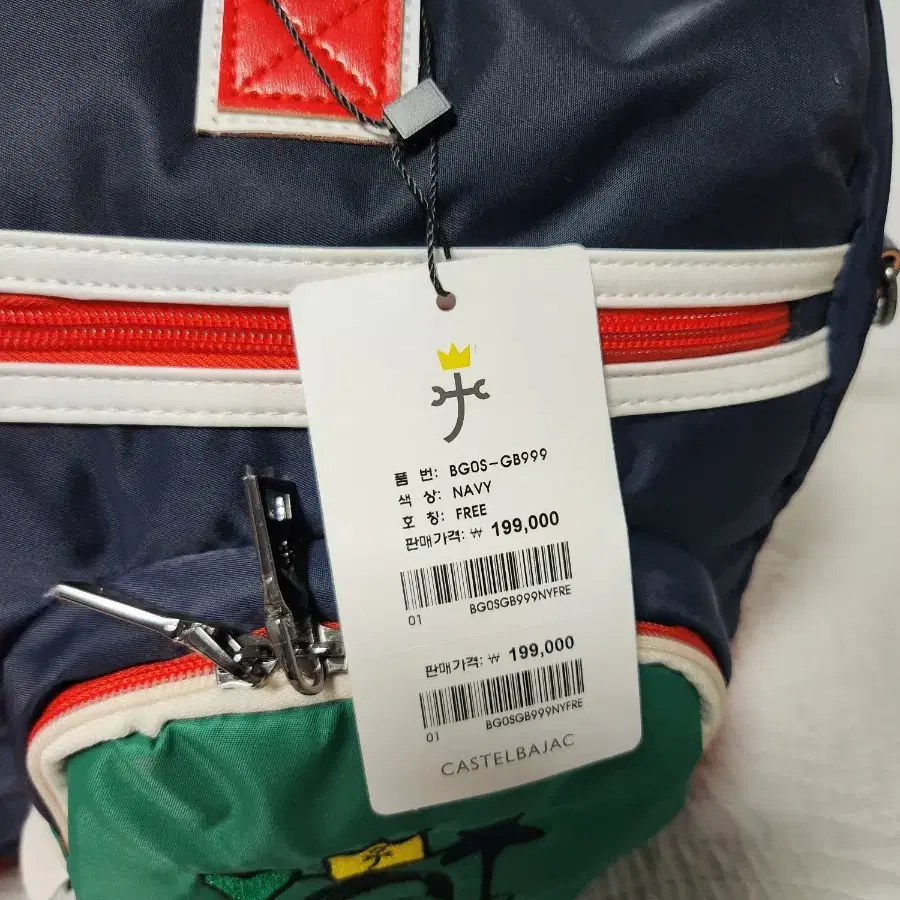 품 번: BG0S-GB999
색 상: NAVY
호 칭: FREE
판매가격: ₩ 199,000
01 BG0SGB999NYFRE
판매가격: ₩ 199,000
01 BG0SGB999NYFRE
CASTELBAJAC